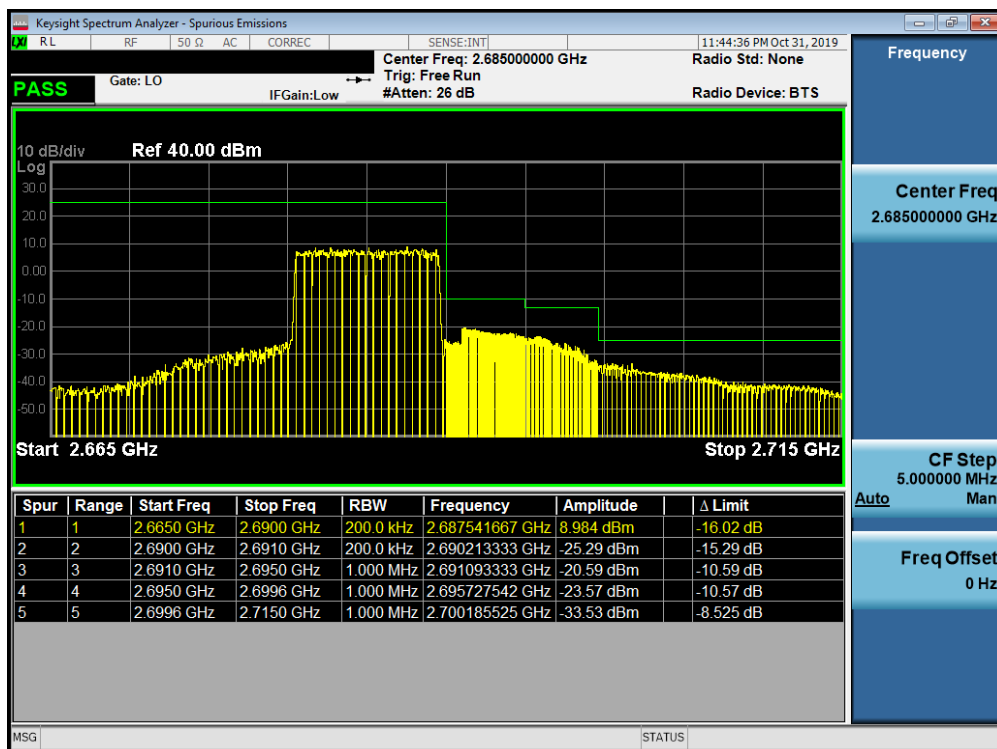 Keysight Spectrum Analyzer - Spurious Emissions
LXI RL RF 50 Ω AC CORREC SENSE:INT 11:44:36 PM Oct 31, 2019
Center Freq: 2.685000000 GHz Radio Std: None
Gate: LO Trig: Free Run
PASS IFGain:Low #Atten: 26 dB Radio Device: BTS
10 dB/div Ref 40.00 dBm
Log
30.0
20.0
10.0
0.00
-10.0
-20.0
-30.0
-40.0
-50.0
Start 2.665 GHz Stop 2.715 GHz
Spur Range Start Freq Stop Freq RBW Frequency Amplitude Δ Limit
1 1 2.6650 GHz 2.6900 GHz 200.0 kHz 2.687541667 GHz 8.984 dBm -16.02 dB
2 2 2.6900 GHz 2.6910 GHz 200.0 kHz 2.690213333 GHz -25.29 dBm -15.29 dB
3 3 2.6910 GHz 2.6950 GHz 1.000 MHz 2.691093333 GHz -20.59 dBm -10.59 dB
4 4 2.6950 GHz 2.6996 GHz 1.000 MHz 2.695727542 GHz -23.57 dBm -10.57 dB
5 5 2.6996 GHz 2.7150 GHz 1.000 MHz 2.700185525 GHz -33.53 dBm -8.525 dB
MSG STATUS
Frequency
Center Freq
2.685000000 GHz
CF Step
5.000000 MHz
Auto Man
Freq Offset
0 Hz